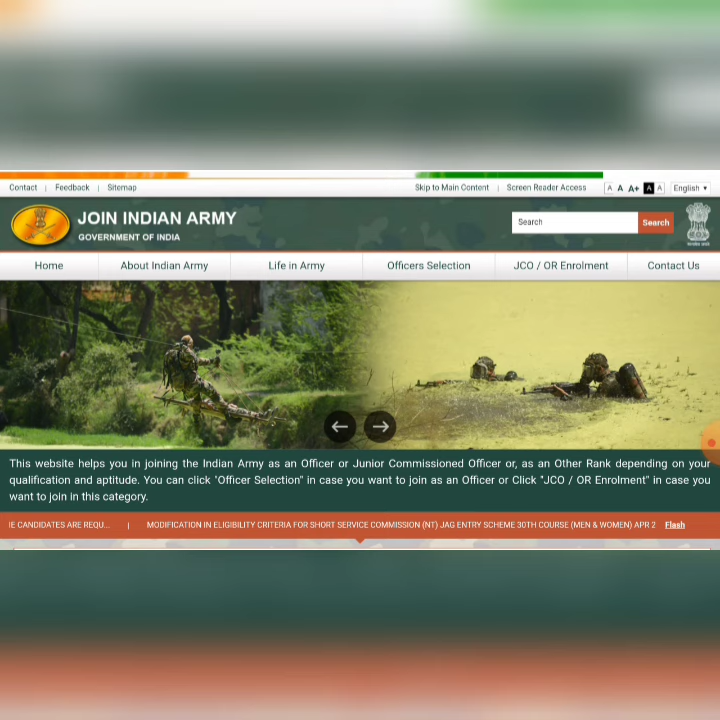 Contact | Feedback | Sitemap
Skip to Main Content | Screen Reader Access A A A+ A A English
JOIN INDIAN ARMY
GOVERNMENT OF INDIA
Search Search
Home About Indian Army Life in Army Officers Selection JCO / OR Enrolment Contact Us
This website helps you in joining the Indian Army as an Officer or Junior Commissioned Officer or, as an Other Rank depending on your
qualification and aptitude. You can click "Officer Selection" in case you want to join as an Officer or Click "JCO / OR Enrolment" in case you
want to join in this category.
IE CANDIDATES ARE REQU... | MODIFICATION IN ELIGIBILITY CRITERIA FOR SHORT SERVICE COMMISSION (NT) JAG ENTRY SCHEME 30TH COURSE (MEN & WOMEN) APR 2 Flash